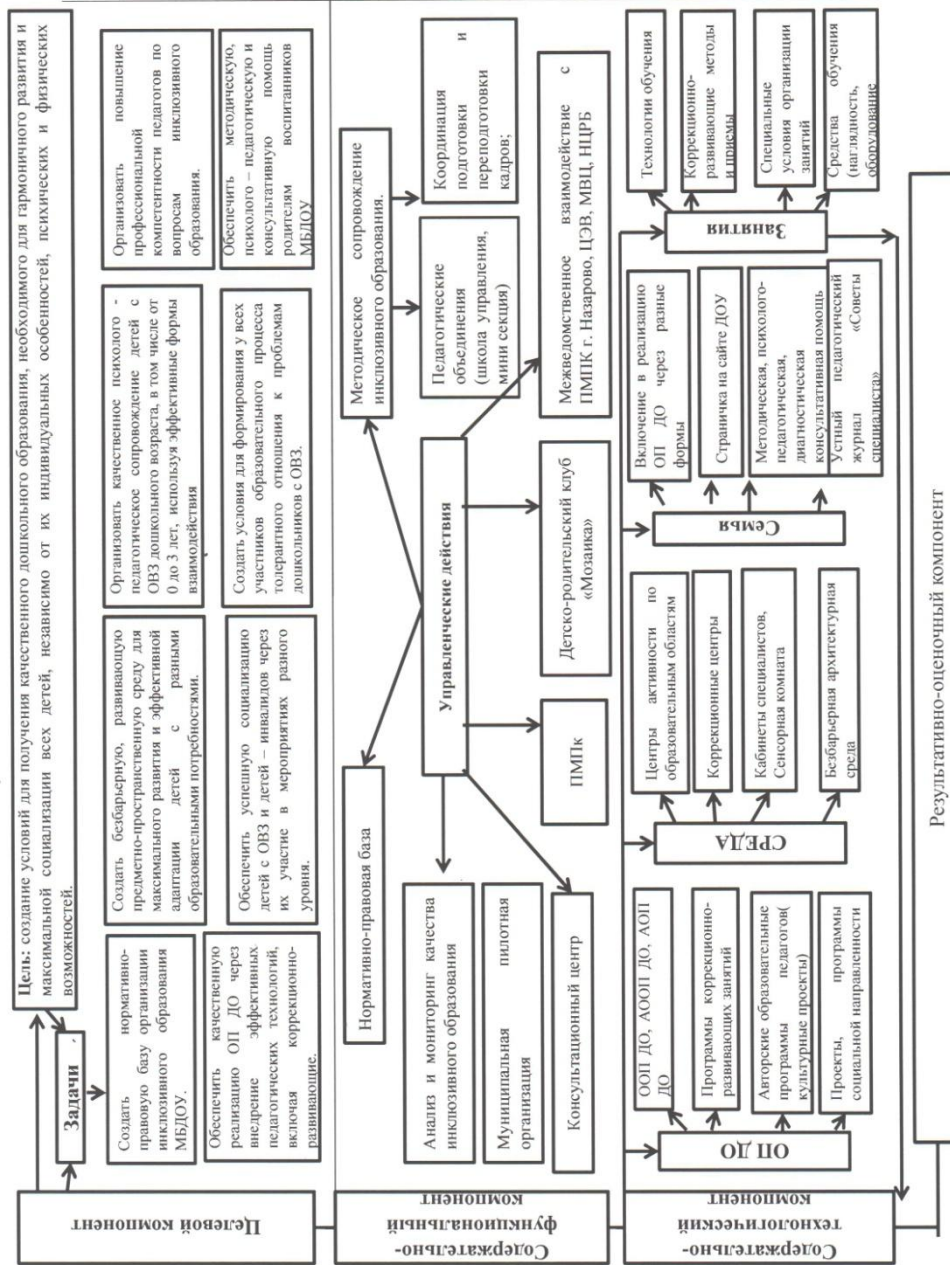 Целевой компонент
Цель: создание условий для получения качественного дошкольного образования, необходимого для гармоничного развития и
максимальной социализации всех детей, независимо от их индивидуальных особенностей, психических и физических
возможностей.
Задачи
Создать нормативно-
правовую базу организации
инклюзивного образования
МБДОУ.
Создать безбарьерную, развивающую
предметно-пространственную среду для
максимального развития и эффективной
адаптации детей с разными
образовательными потребностями.
Организовать качественное психолого -
педагогическое сопровождение детей с
ОВЗ дошкольного возраста, в том числе от
0 до 3 лет, используя эффективные формы
взаимодействия
Организовать повышение
профессиональной
компетентности педагогов по
вопросам инклюзивного
образования.
Обеспечить качественную
реализацию ОП ДО через
внедрение эффективных
педагогических технологий,
включая коррекционно-
развивающие.
Обеспечить успешную социализацию
детей с ОВЗ и детей – инвалидов через
их участие в мероприятиях разного
уровня.
Создать условия для формирования у всех
участников образовательного процесса
толерантного отношения к проблемам
дошкольников с ОВЗ.
Обеспечить методическую,
психолого – педагогическую и
консультативную помощь
родителям воспитанников
МБДОУ
Содержательно-
функциональный
компонент
Нормативно-правовая база
Методическое сопровождение
инклюзивного образования.
Управленческие действия
Анализ и мониторинг качества
инклюзивного образования
Муниципальная пилотная
организация
Консультационный центр
ПМПк
Детско-родительский клуб
«Мозаика»
Педагогические
объединения
(школа управления,
мини секция)
Координация
подготовки и
переподготовки
кадров;
Межведомственное взаимодействие с
ПМПК г. Назарово, ЦЭВ, МВЦ, НЦРБ
Содержательно-
технологический
компонент
ОП ДО
ООП ДО, АООП ДО, АОП
ДО
Программы коррекционно-
развивающих занятий
Авторские образовательные
программы педагогов(
культурные проекты)
Проекты, программы
социальной направленности
СРЕДА
Центры активности по
образовательным областям
Коррекционные центры
Кабинеты специалистов,
Сенсорная комната
Безбарьерная архитектурная
среда
Семья
Включение в реализацию
ОП ДО через разные
формы
Страничка на сайте ДОУ
Методическая, психолого-
педагогическая,
диагностическая
консультативная помощь
Устный педагогический
журнал «Советы
специалиста»
Занятия
Технологии обучения
Коррекционно-
развивающие методы
и приемы
Специальные
условия организации
занятий
Средства обучения
(наглядность,
оборудование
Результативно-оценочный компонент